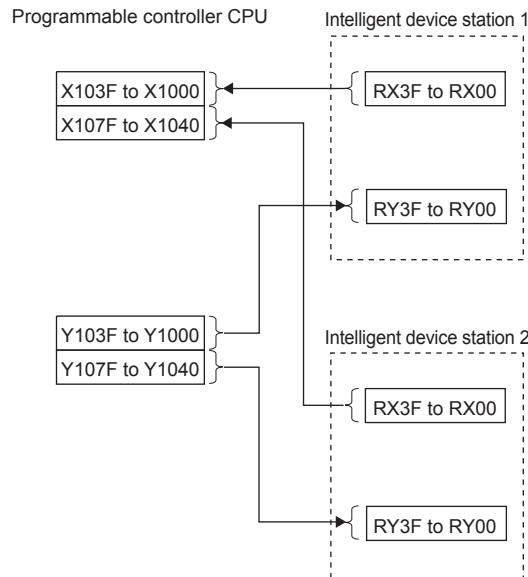 Programmable controller CPU
Intelligent device station 1
X103F to X1000
RX3F to RX00
X107F to X1040
RY3F to RY00
Y103F to Y1000
Y107F to Y1040
Intelligent device station 2
RX3F to RX00
RY3F to RY00